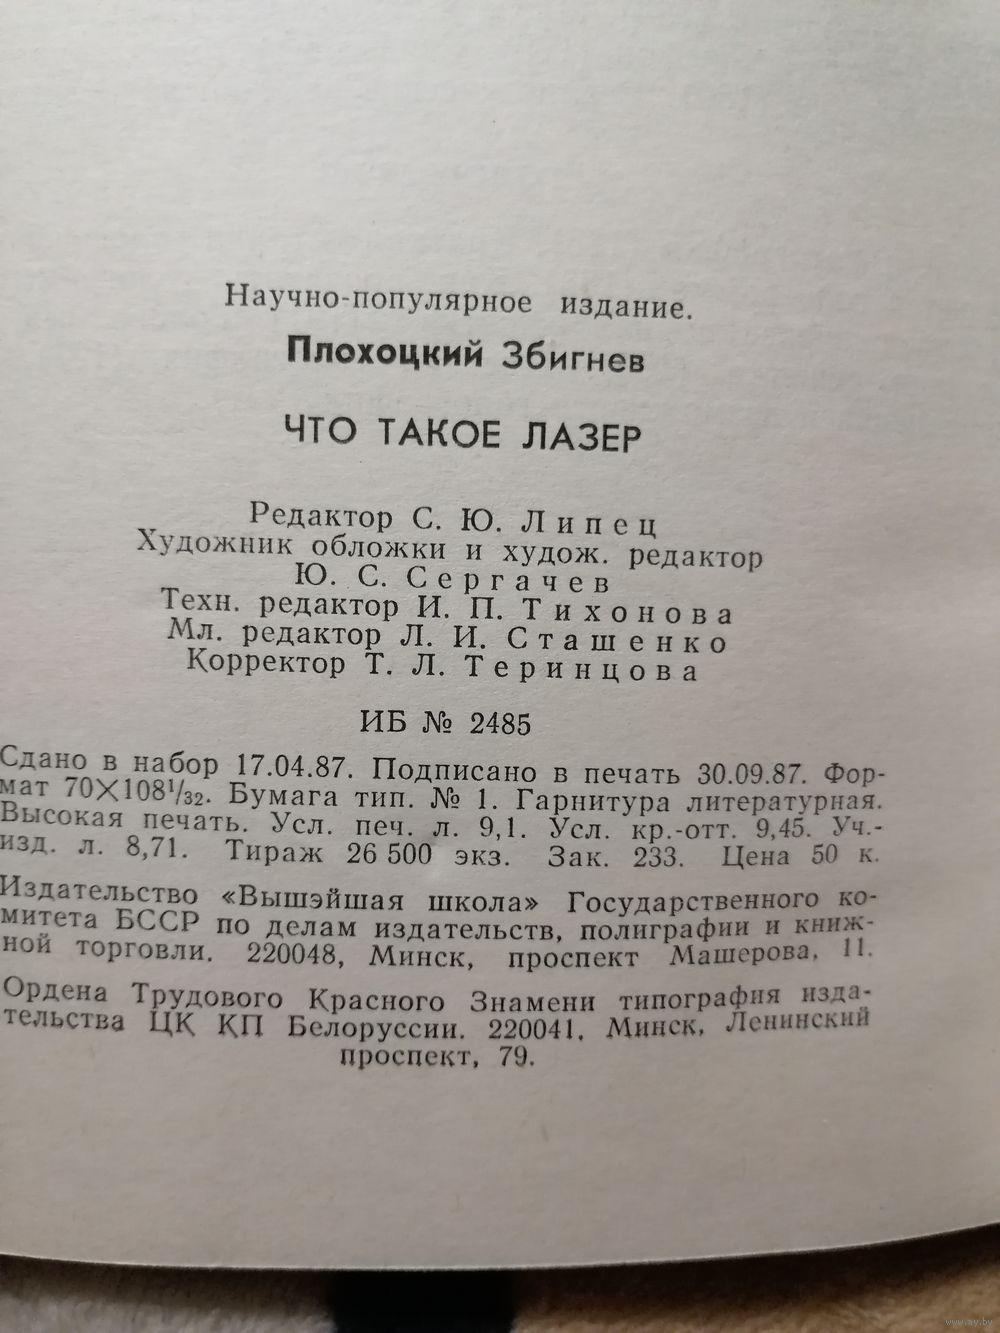 Научно-популярное издание.
Плохоцкий Збигнев
ЧТО ТАКОЕ ЛАЗЕР
Редактор С. Ю. Липец
Художник обложки и худож. редактор
Ю. С. Сергачев
Техн. редактор И. П. Тихонова
Мл. редактор Л. И. Сташенко
Корректор Т. Л. Теринцова
ИБ № 2485
Сдано в набор 17.04.87. Подписано в печать 30.09.87. Фор-
мат 70×108¹/₃₂. Бумага тип. № 1. Гарнитура литературная.
Высокая печать. Усл. печ. л. 9,1. Усл. кр.-отт. 9,45. Уч.-
изд. л. 8,71. Тираж 26 500 экз. Зак. 233. Цена 50 к.
Издательство «Вышэйшая школа» Государственного ко-
митета БССР по делам издательств, полиграфии и книж-
ной торговли. 220048, Минск, проспект Машерова, 11.
Ордена Трудового Красного Знамени типография изда-
тельства ЦК КП Белоруссии. 220041, Минск, Ленинский
проспект, 79.
www.ay.by